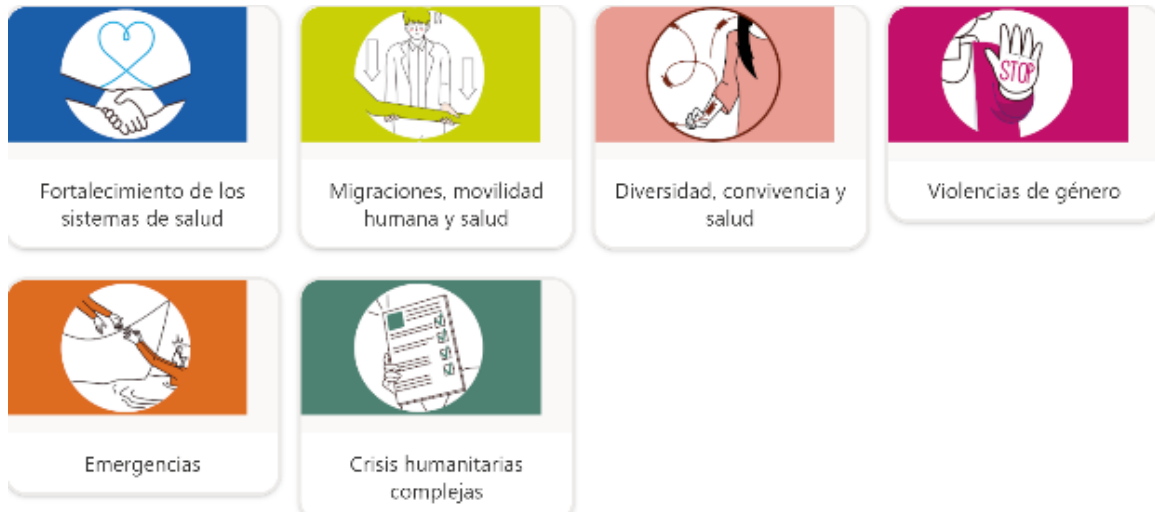 STOP
Fortalecimiento de los
sistemas de salud
Migraciones, movilidad
humana y salud
Diversidad, convivencia y
salud
Violencias de género
Emergencias
Crisis humanitarias
complejas